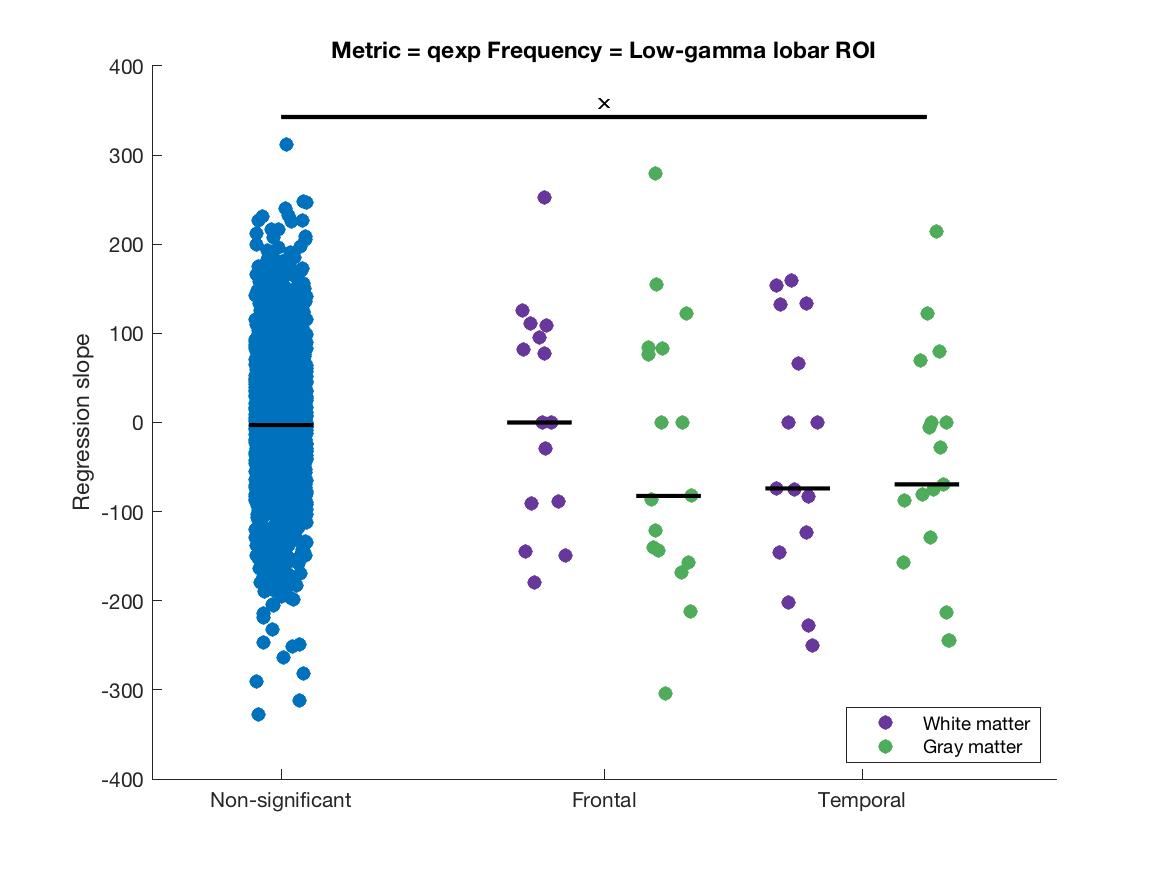 Metric = qexp Frequency = Low-gamma lobar ROI
400
×
300
200
100
0
-100
-200
-300
-400
Regression slope
White matter
Gray matter
Non-significant Frontal Temporal